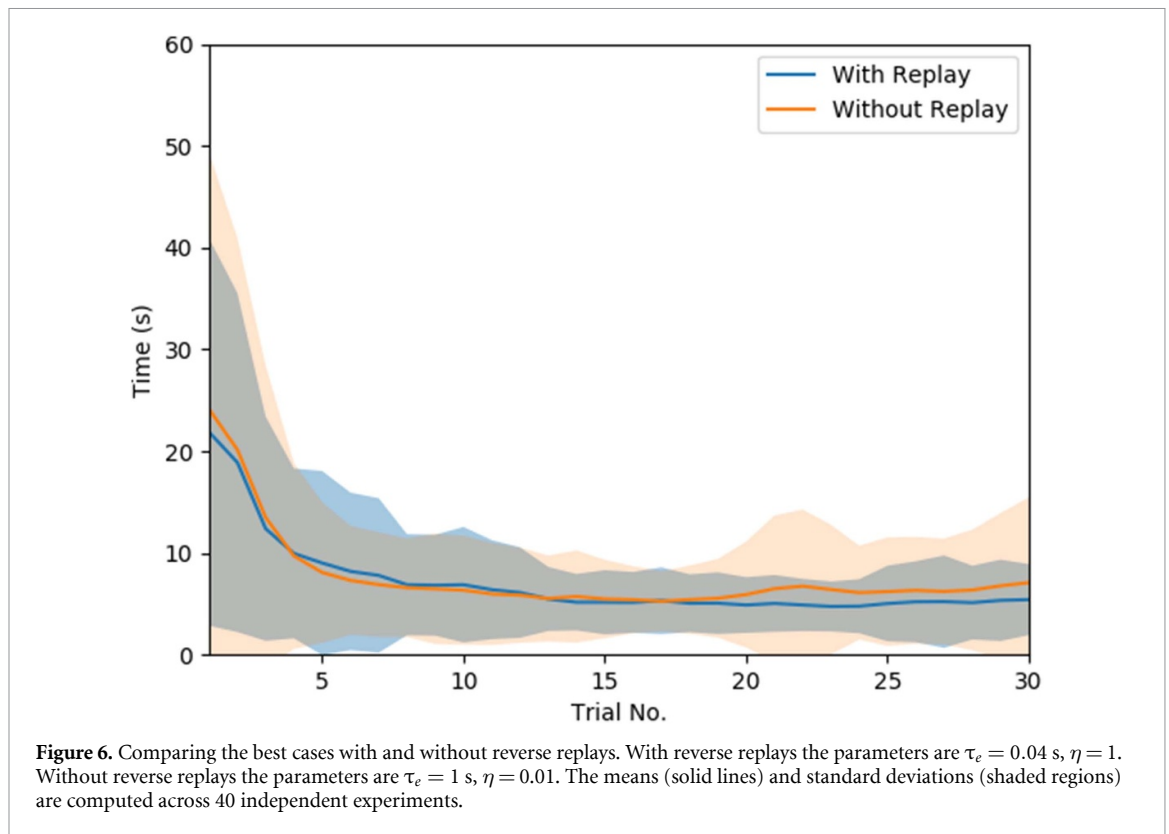 60
50
40
30
20
10
0
Time (s)
With Replay
Without Replay
5 10 15 20 25 30
Trial No.
Figure 6. Comparing the best cases with and without reverse replays. With reverse replays the parameters are τe = 0.04 s, η = 1.
Without reverse replays the parameters are τe = 1 s, η = 0.01. The means (solid lines) and standard deviations (shaded regions)
are computed across 40 independent experiments.